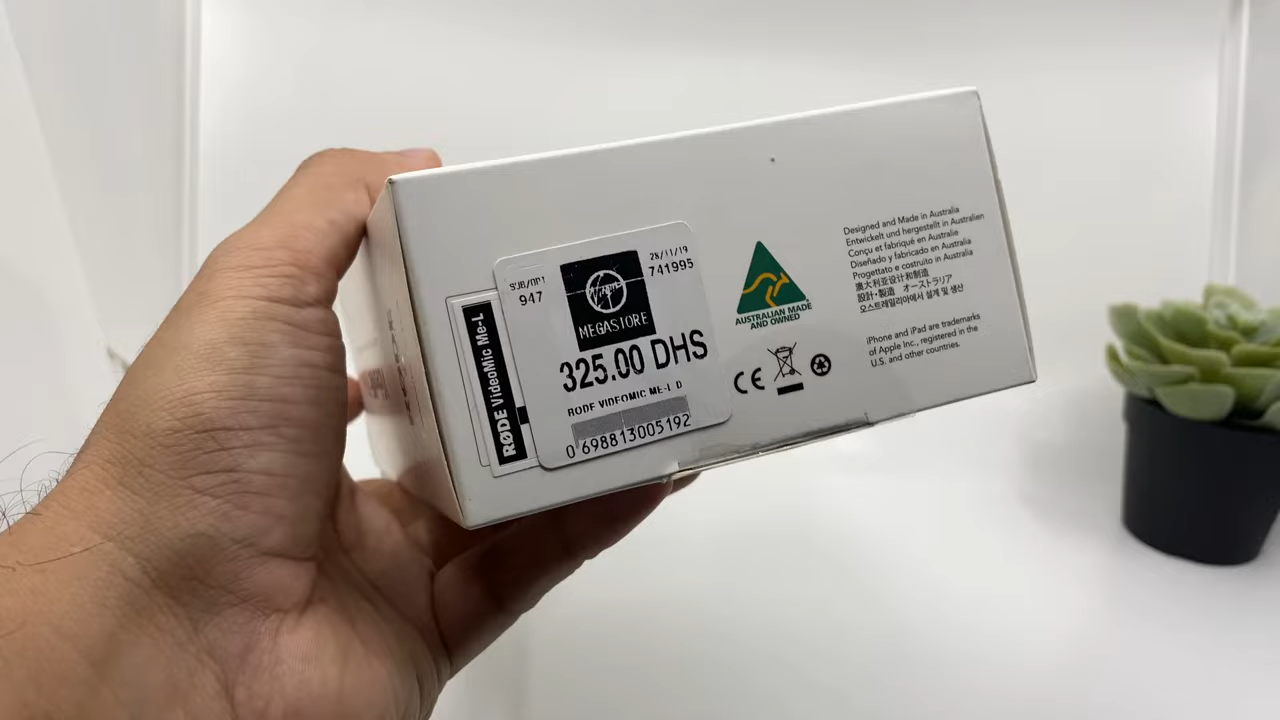 RØDE VideoMic Me-L
SUB/DPT
947
28/11/19
741995
Virgin
MEGASTORE
325.00 DHS
RODE VIDEOMIC ME-L D
0 698813005192
AUSTRALIAN MADE
AND OWNED
CE
Designed and Made in Australia
Entwickelt und hergestellt in Australien
Conçu et fabriqué en Australie
Diseñado y fabricado en Australia
Progettato e costruito in Australia
澳大利亚设计和制造
設計・製造 オーストラリア
오스트레일리아에서 설계 및 생산
iPhone and iPad are trademarks
of Apple Inc., registered in the
U.S. and other countries.